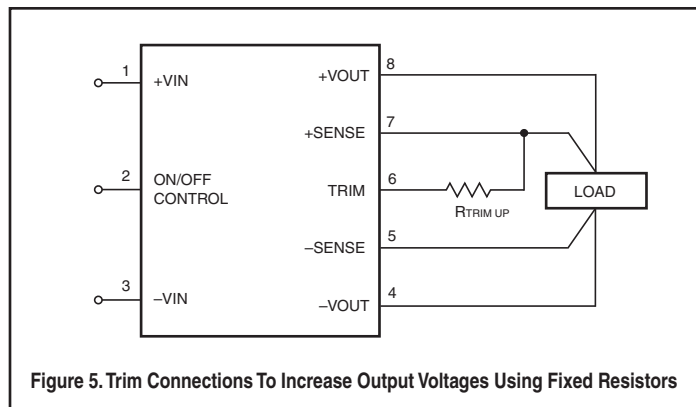 1
+VIN
2
ON/OFF
CONTROL
3
–VIN
+VOUT
8
+SENSE
7
TRIM
6
RTRIM UP
–SENSE
5
–VOUT
4
LOAD
Figure 5. Trim Connections To Increase Output Voltages Using Fixed Resistors